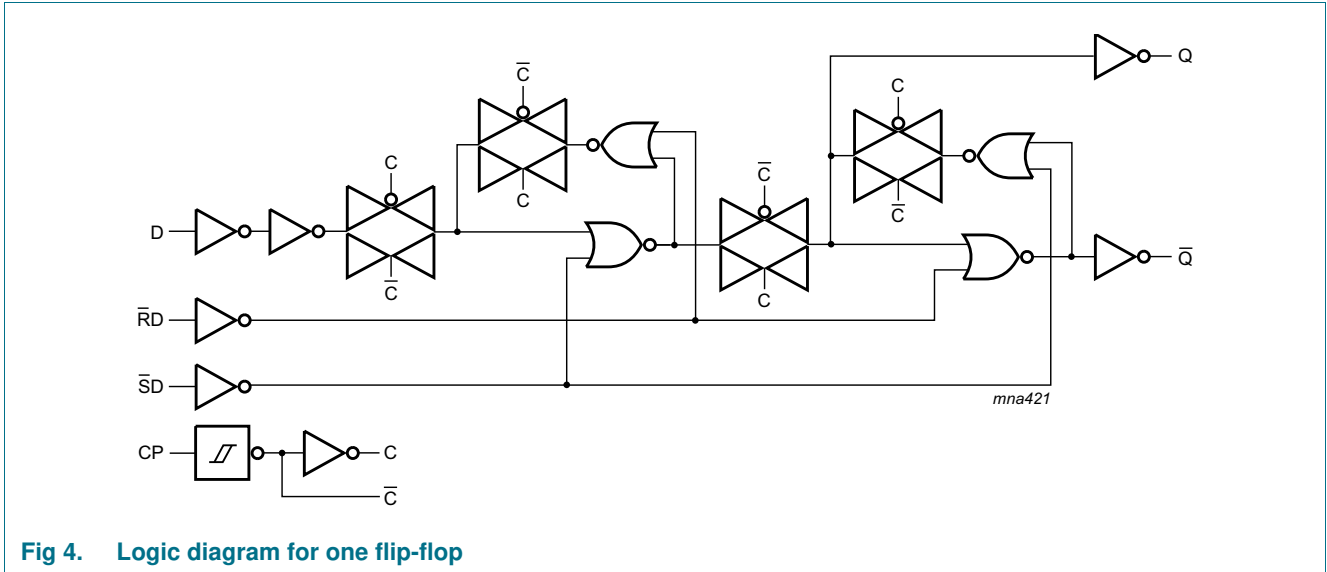 Q
C̅
C
C
C̅
C
C̅
D
Q̅
C̅
C
C̅
C
R̅D
S̅D
mna421
CP
C
C̅
Fig 4. Logic diagram for one flip-flop